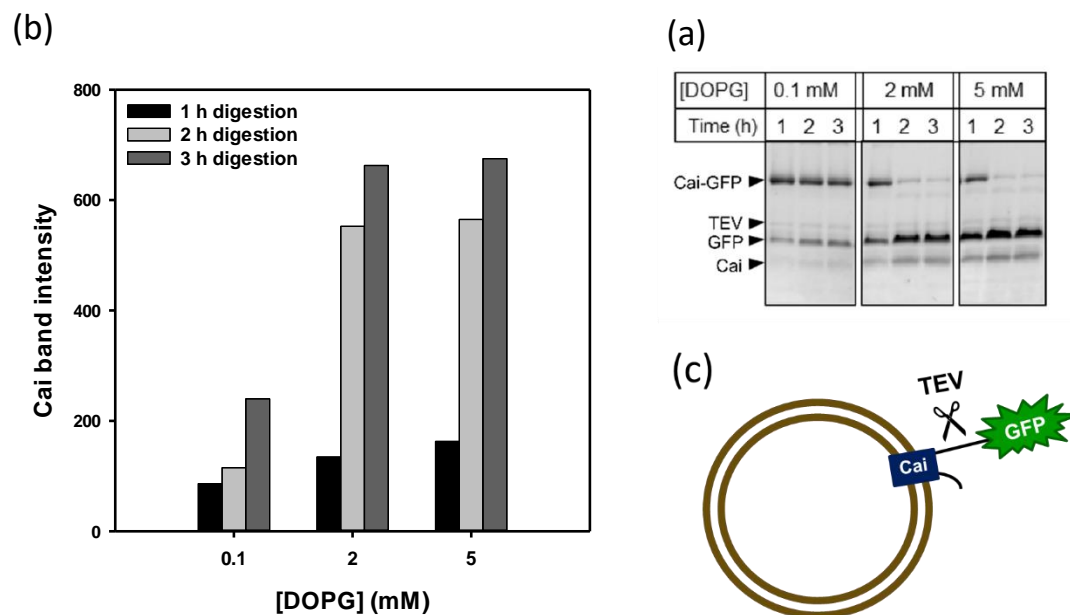 (b)
800
600
400
200
0
1 h digestion
2 h digestion
3 h digestion
Cai band intensity
0.1 2 5
[DOPG] (mM)
(a)
[DOPG] 0.1 mM 2 mM 5 mM
Time (h) 1 2 3 1 2 3 1 2 3
Cai-GFP
TEV
GFP
Cai
(c)
TEV
GFP
Cai